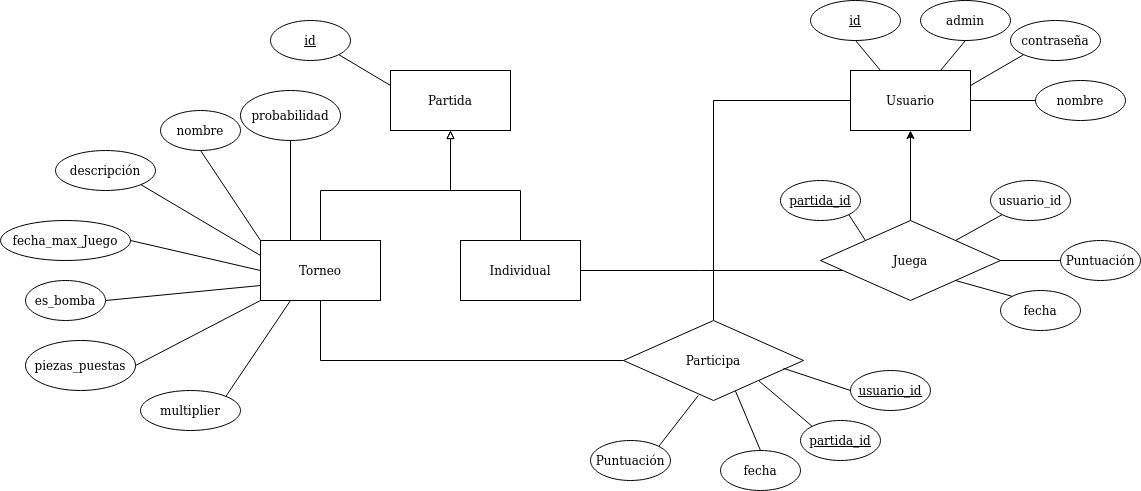 id
admin
id
contraseña
Partida
Usuario
nombre
probabilidad
nombre
descripción
partida_id
usuario_id
fecha_max_Juego
Torneo
Individual
Juega
Puntuación
es_bomba
fecha
piezas_puestas
Participa
usuario_id
multiplier
partida_id
Puntuación
fecha